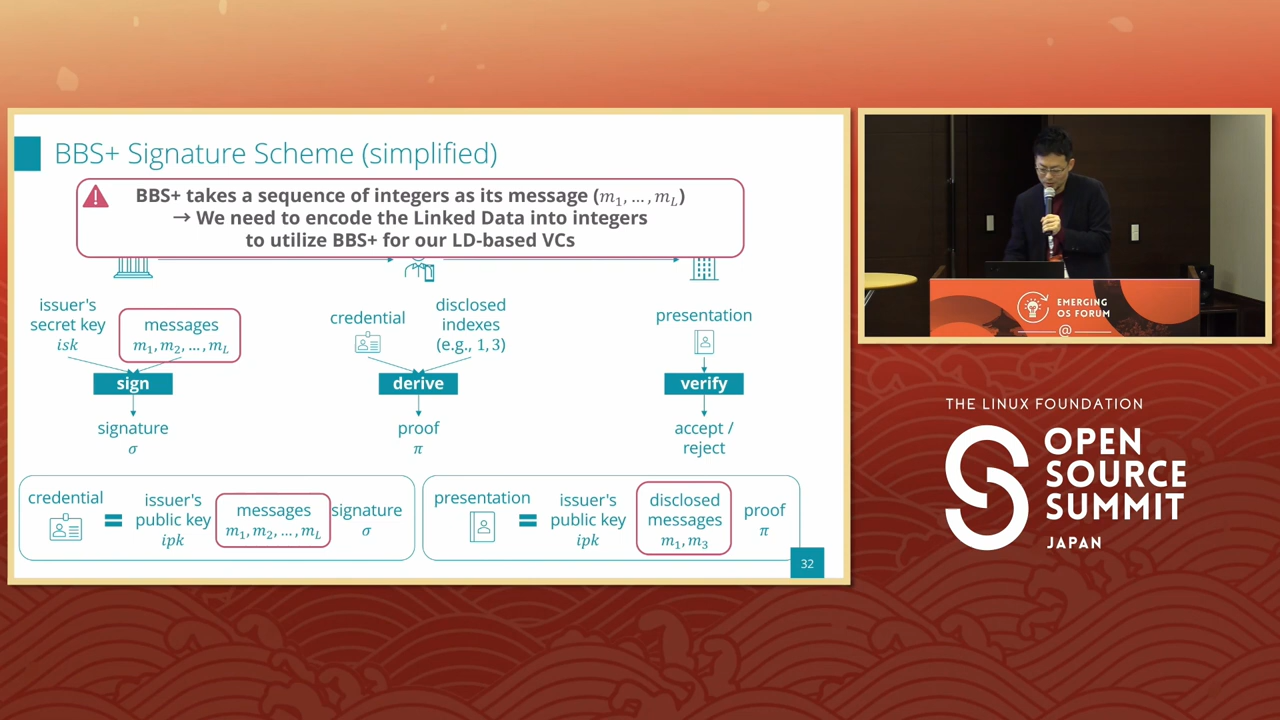 BBS+ Signature Scheme (simplified)
BBS+ takes a sequence of integers as its message (m₁, … , m_L)
→ We need to encode the Linked Data into integers
to utilize BBS+ for our LD-based VCs
issuer's
secret key
isk
messages
m₁, m₂, … , m_L
sign
signature
σ
credential
disclosed
indexes
(e.g., 1, 3)
derive
proof
π
presentation
verify
accept /
reject
credential
=
issuer's
public key
ipk
messages
m₁, m₂, … , m_L
signature
σ
presentation
=
issuer's
public key
ipk
disclosed
messages
m₁, m₃
proof
π
32
EMERGING
OS FORUM
@
THE LINUX FOUNDATION
OPEN
SOURCE
SUMMIT
JAPAN